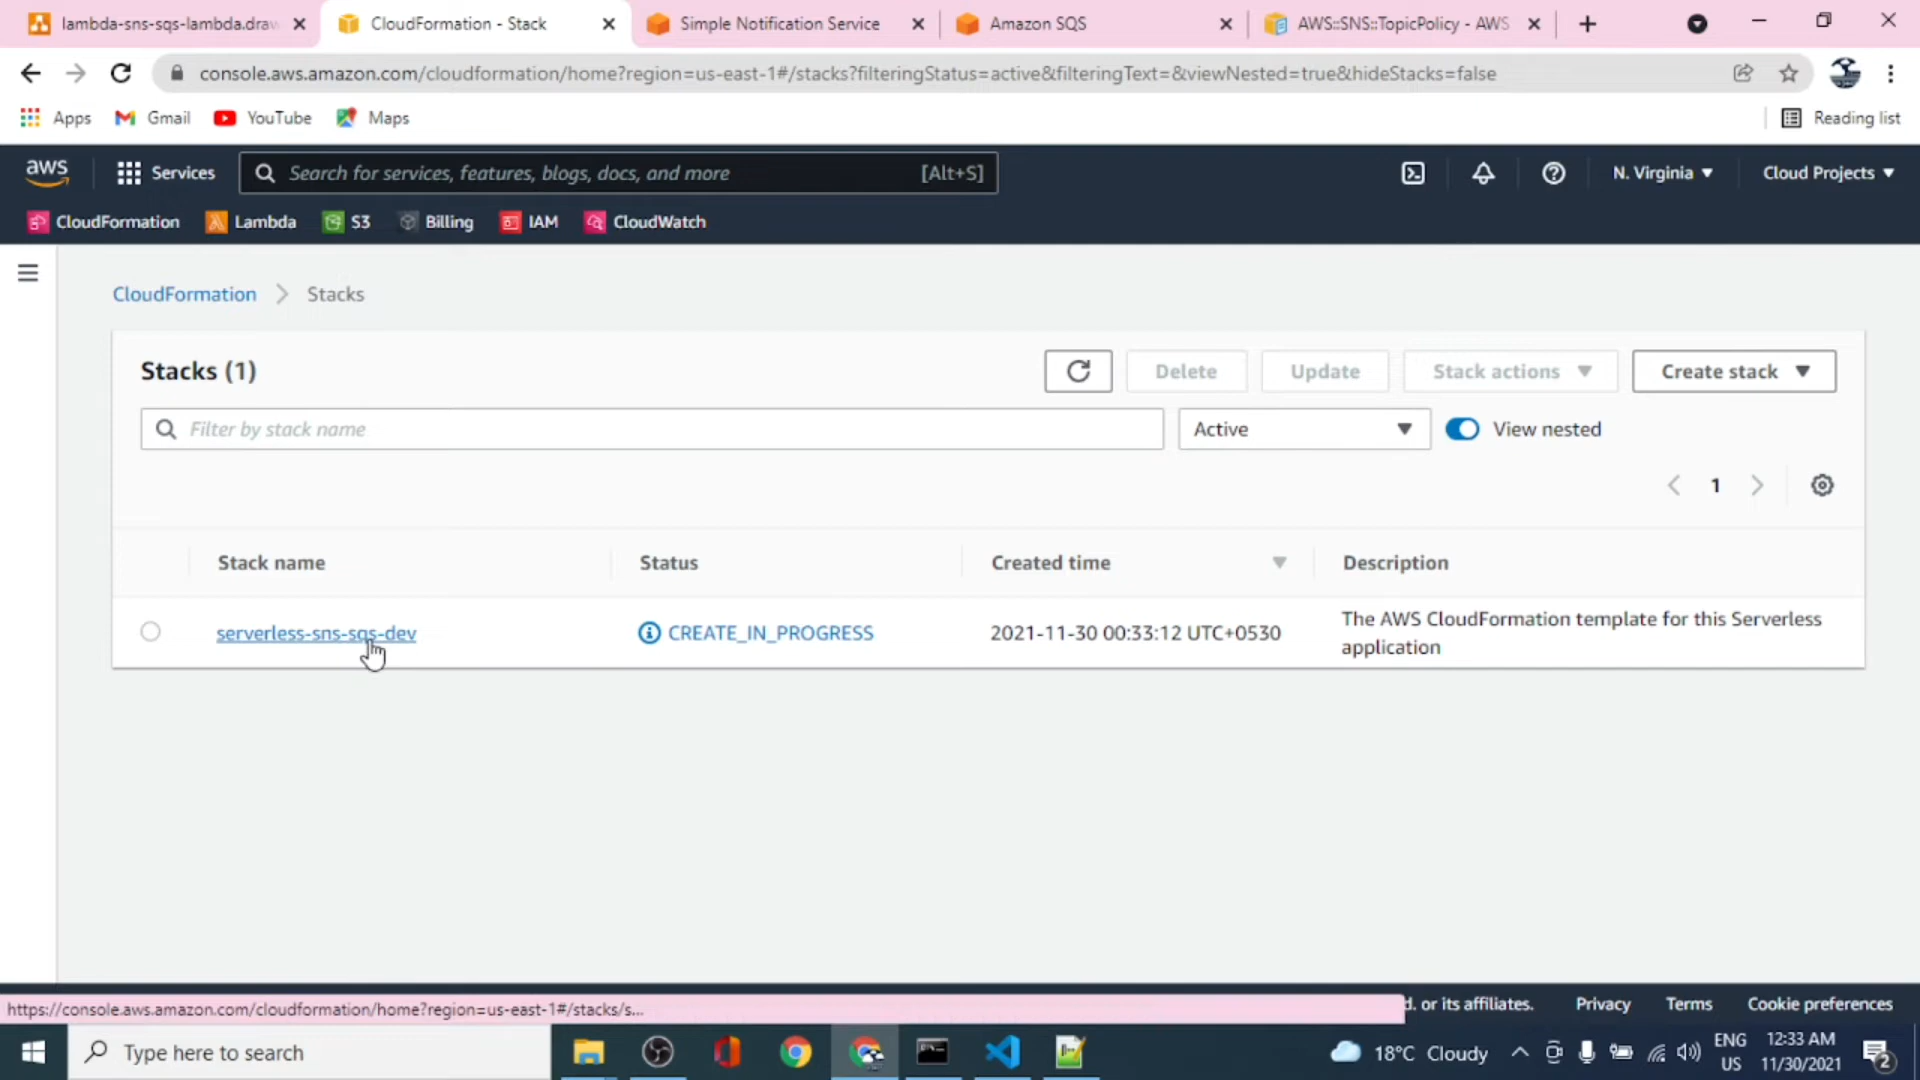 lambda-sns-sqs-lambda.draw
CloudFormation - Stack
Simple Notification Service
Amazon SQS
AWS::SNS::TopicPolicy - AWS
console.aws.amazon.com/cloudformation/home?region=us-east-1#/stacks?filteringStatus=active&filteringText=&viewNested=true&hideStacks=false
Apps
Gmail
YouTube
Maps
Reading list
aws
Services
Search for services, features, blogs, docs, and more
[Alt+S]
N. Virginia
Cloud Projects
CloudFormation
Lambda
S3
Billing
IAM
CloudWatch
CloudFormation
Stacks
Stacks (1)
Delete
Update
Stack actions
Create stack
Filter by stack name
Active
View nested
1
Stack name
Status
Created time
Description
serverless-sns-sqs-dev
CREATE_IN_PROGRESS
2021-11-30 00:33:12 UTC+0530
The AWS CloudFormation template for this Serverless
application
https://console.aws.amazon.com/cloudformation/home?region=us-east-1#/stacks/s...
d. or its affiliates.
Privacy
Terms
Cookie preferences
Type here to search
18°C Cloudy
ENG
US
12:33 AM
11/30/2021
2